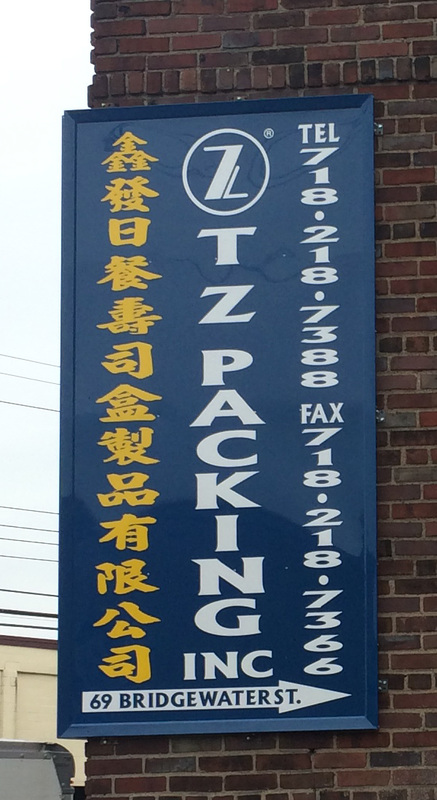 鑫發日餐壽司盒製品有限公司
Z
®
TZ PACKING INC
TEL 718·218·7388
FAX 718·218·7366
69 BRIDGEWATER ST.